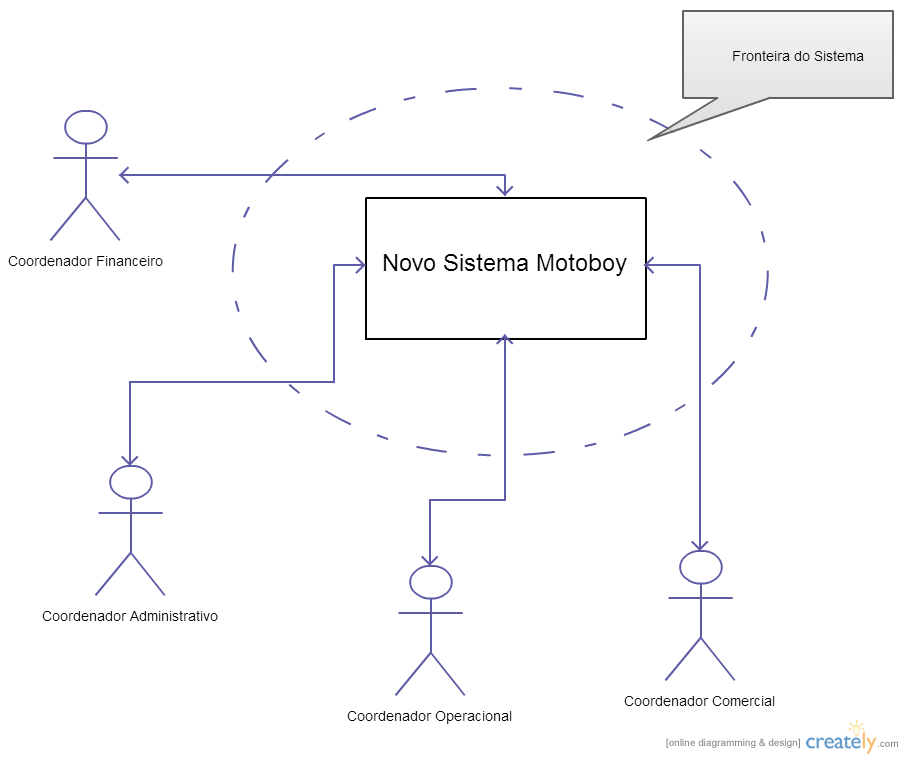 Fronteira do Sistema
Coordenador Financeiro
Novo Sistema Motoboy
Coordenador Administrativo
Coordenador Operacional
Coordenador Comercial
[online diagramming & design] creately.com